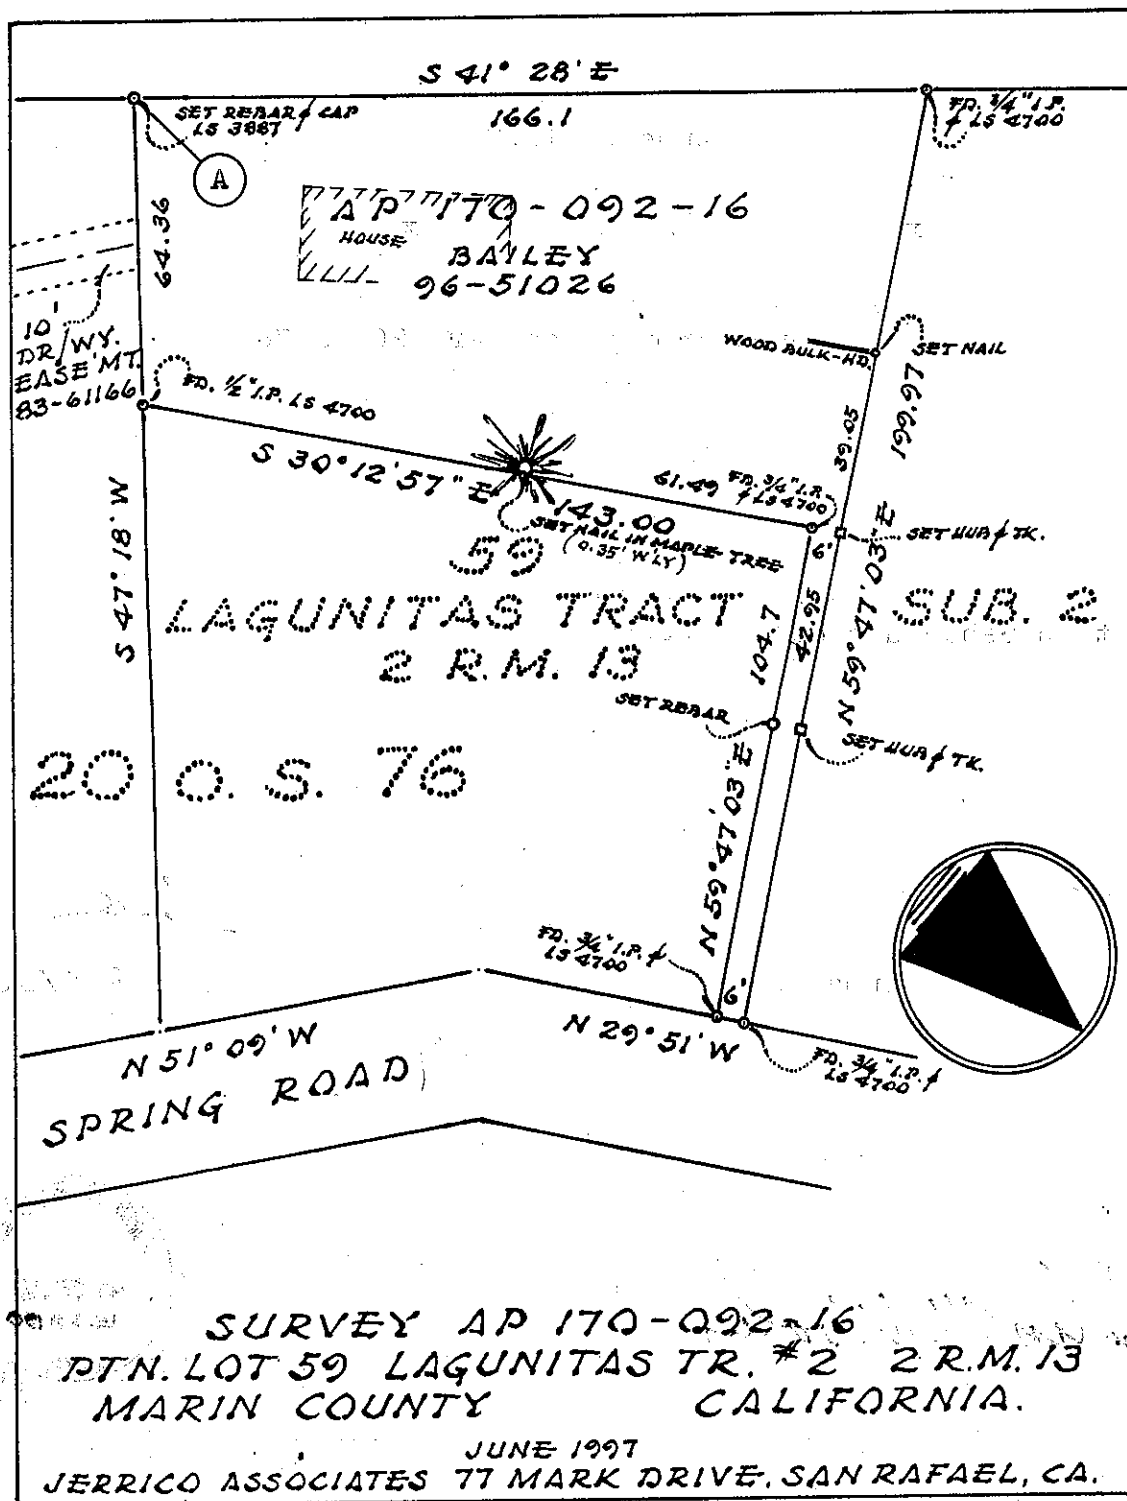 S 41° 28' E
SET REBAR & CAP
LS 3887
166.1
FD. 3/4" I.P.
& LS 4700
A
64.36
AP 170-092-16
HOUSE
BAILEY
96-51026
10'
DR/WY.
EASE'MT.
83-61166
WOOD BULK-HD.
SET NAIL
FD. 1/2" I.P. LS 4700
39.05
199.97
S 30° 12' 57" E
143.00
61.49
FD. 3/4" I.P.
& LS 4700
SET NAIL IN MAPLE TREE
(0.35' W'LY)
6'
SET HUB & TK.
S 47° 18' W
59
LAGUNITAS TRACT SUB. 2
2 R.M. 13
104.7
42.95
N 59° 47' 03" E
SET REBAR
SET HUB & TK.
20 O. S. 76
N 59° 47' 03" E
FD. 3/4" I.P. &
LS 4700
6'
N 51° 09' W
N 29° 51' W
FD. 3/4" I.P. &
LS 4700
SPRING ROAD
SURVEY AP 170-092-16
PTN. LOT 59 LAGUNITAS TR. #2 2 R.M. 13
MARIN COUNTY CALIFORNIA.
JUNE 1997
JERRICO ASSOCIATES 77 MARK DRIVE. SAN RAFAEL, CA.